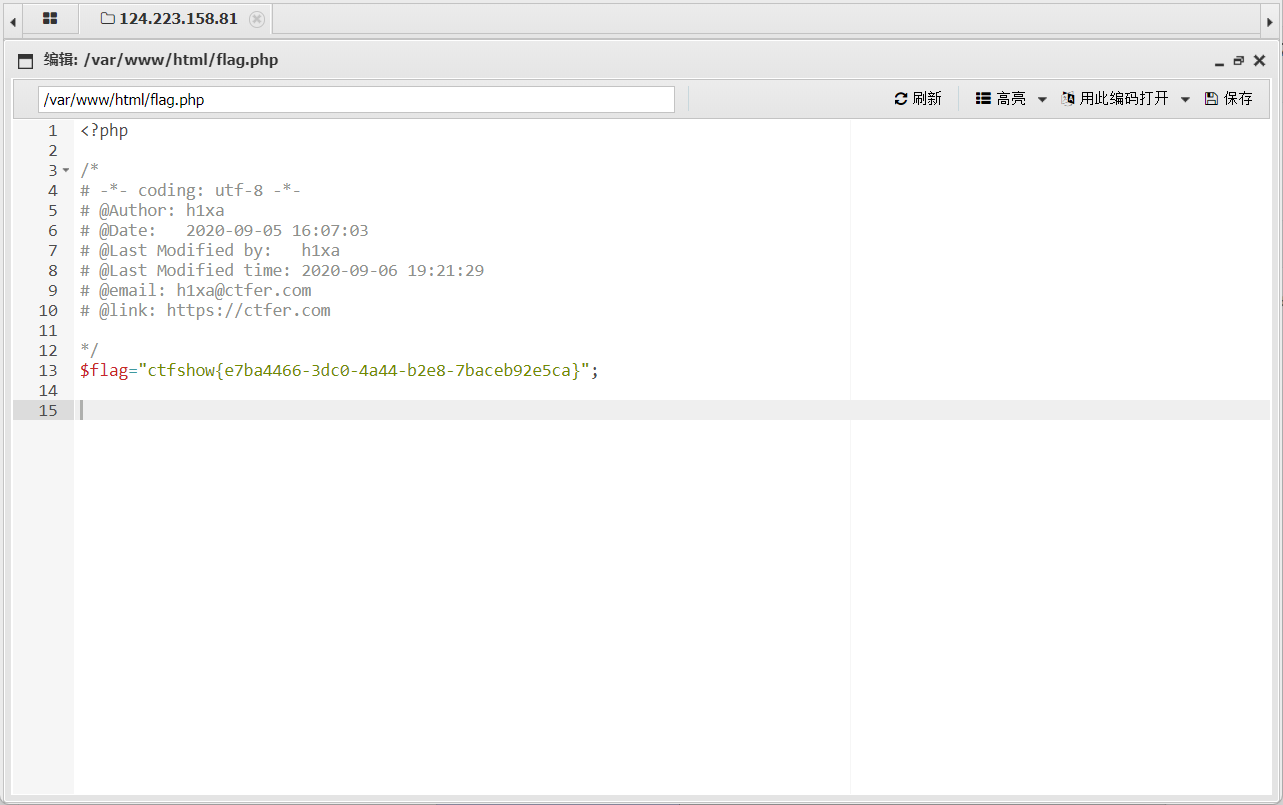 124.223.158.81
编辑: /var/www/html/flag.php
/var/www/html/flag.php 刷新 高亮 用此编码打开 保存
1 <?php
2
3 /*
4 # -*- coding: utf-8 -*-
5 # @Author: h1xa
6 # @Date:   2020-09-05 16:07:03
7 # @Last Modified by:   h1xa
8 # @Last Modified time: 2020-09-06 19:21:29
9 # @email: h1xa@ctfer.com
10 # @link: https://ctfer.com
11
12 */
13 $flag="ctfshow{e7ba4466-3dc0-4a44-b2e8-7baceb92e5ca}";
14
15